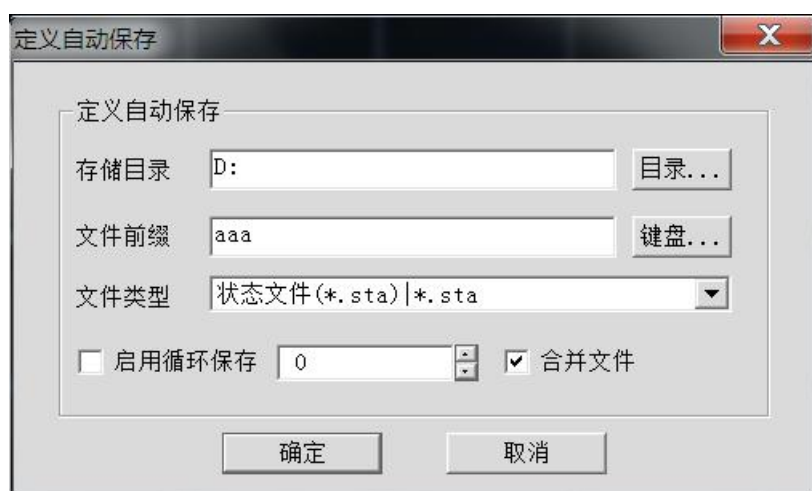 定义自动保存
定义自动保存
存储目录 D: 目录...
文件前缀 aaa 键盘...
文件类型 状态文件(*.sta)|*.sta
启用循环保存 0 合并文件
确定 取消